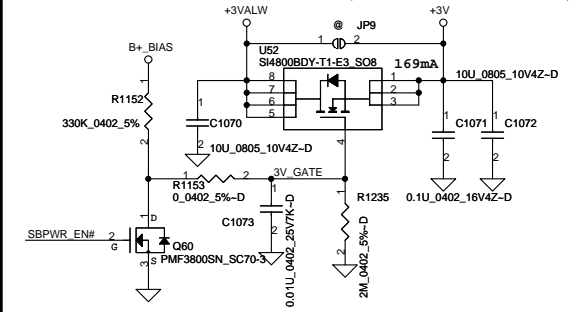 +3VALW
+3V
@ JP9
1 2
B+_BIAS
U52
SI4800BDY-T1-E3_SO8
169mA
8
7
6
5
1
2
3
4
10U_0805_10V4Z~D
1
R1152
330K_0402_5%
2
1
C1070
2
10U_0805_10V4Z~D
1
C1071
2
1
C1072
2
0.1U_0402_16V4Z~D
1 2
R1153
0_0402_5%~D
3V_GATE
1
C1073
2
0.01U_0402_25V7K~D
1
R1235
2
2M_0402_5%~D
SBPWR_EN#
2
G
1
D
S
3
Q60
PMF3800SN_SC70-3